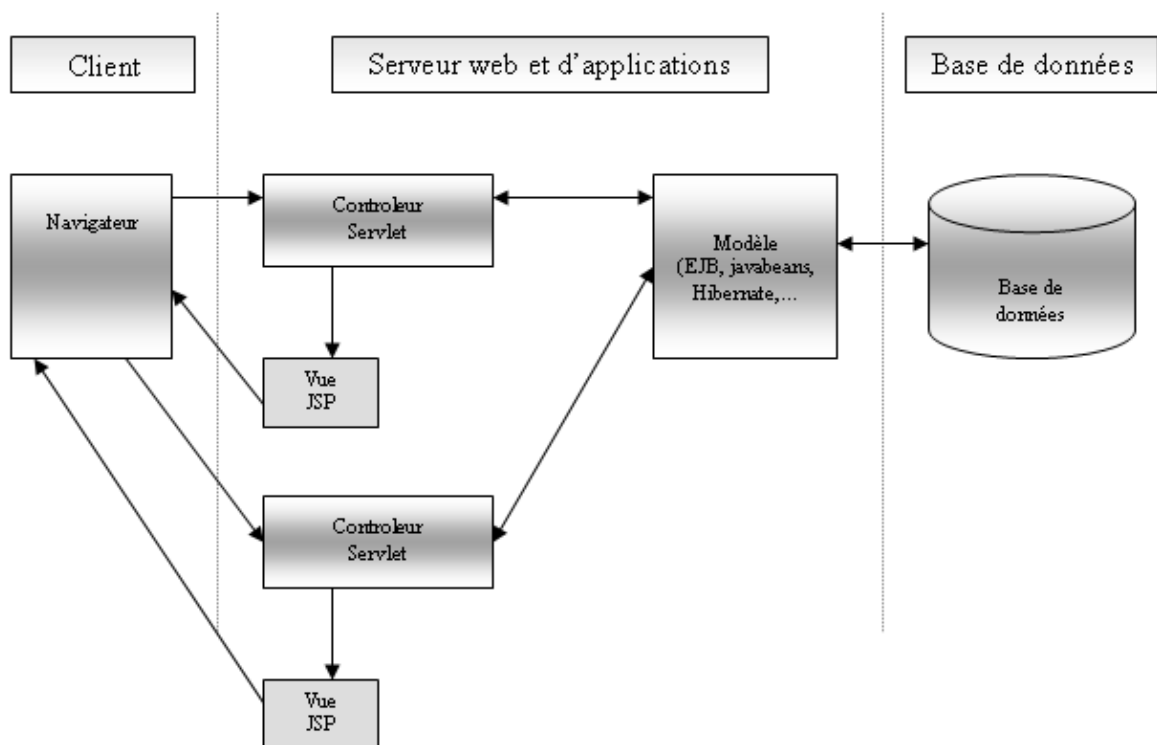 Client
Serveur web et d'applications
Base de données
Navigateur
Controleur
Servlet
Modèle
(EJB, javabeans,
Hibernate,...
Base de
données
Vue
JSP
Controleur
Servlet
Vue
JSP